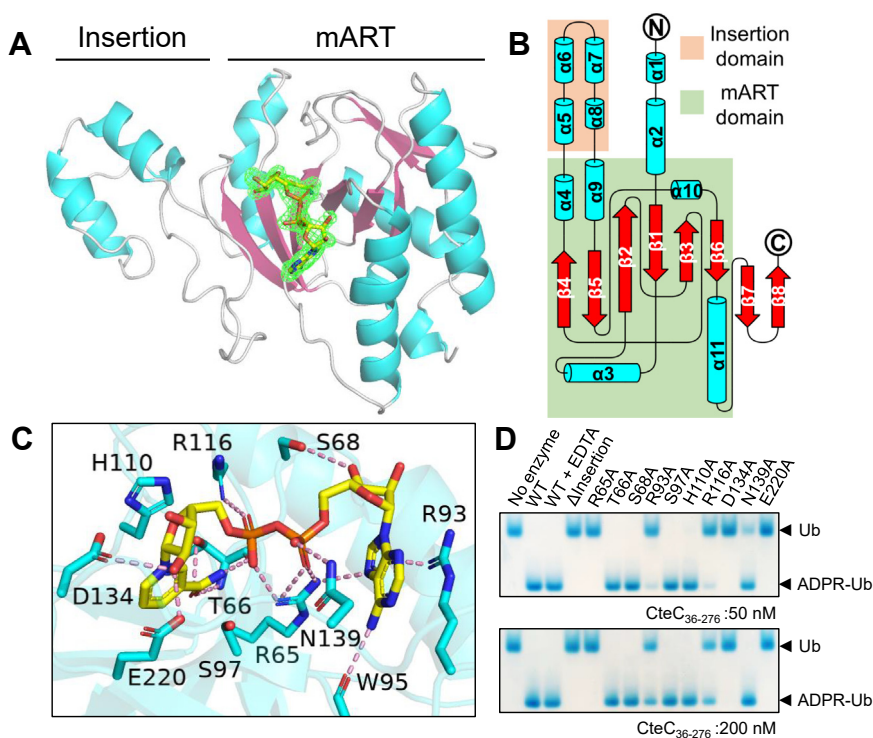 A
Insertion
mART
B
N
Insertion
domain
mART
domain
α6
α7
α1
α5
α8
α2
α4
α9
α10
β4
β5
β2
β1
β3
β6
C
β7
β8
α3
α11
C
R116
S68
H110
R93
D134
T66
N139
E220
S97
R65
W95
D
No enzyme
WT
WT + EDTA
ΔInsertion
R65A
T66A
S68A
R93A
S97A
H110A
R116A
D134A
N139A
E220A
Ub
ADPR-Ub
CteC36-276 :50 nM
Ub
ADPR-Ub
CteC36-276 :200 nM